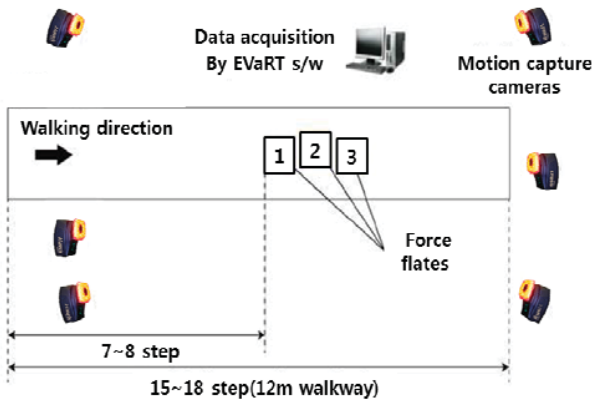 Data acquisition
By EVaRT s/w
Motion capture
cameras
Walking direction
1
2
3
Force
flates
7~8 step
15~18 step(12m walkway)